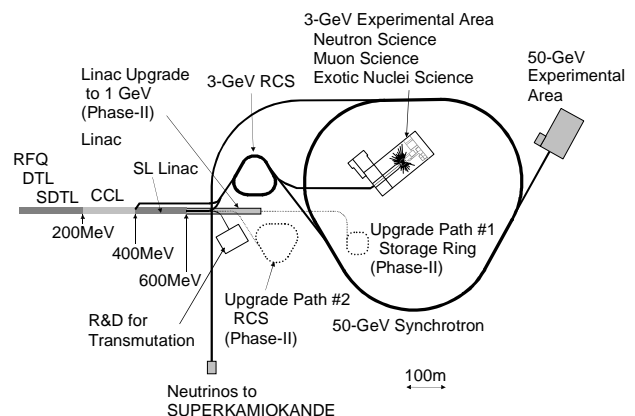 3-GeV Experimental Area
Neutron Science
Muon Science
Exotic Nuclei Science
50-GeV
Experimental
Area
Linac Upgrade
to 1 GeV
(Phase-II)
3-GeV RCS
Linac
RFQ
DTL
SDTL
CCL
SL Linac
200MeV
400MeV
600MeV
Upgrade Path #1
Storage Ring
(Phase-II)
Upgrade Path #2
RCS
(Phase-II)
R&D for
Transmutation
50-GeV Synchrotron
100m
Neutrinos to
SUPERKAMIOKANDE